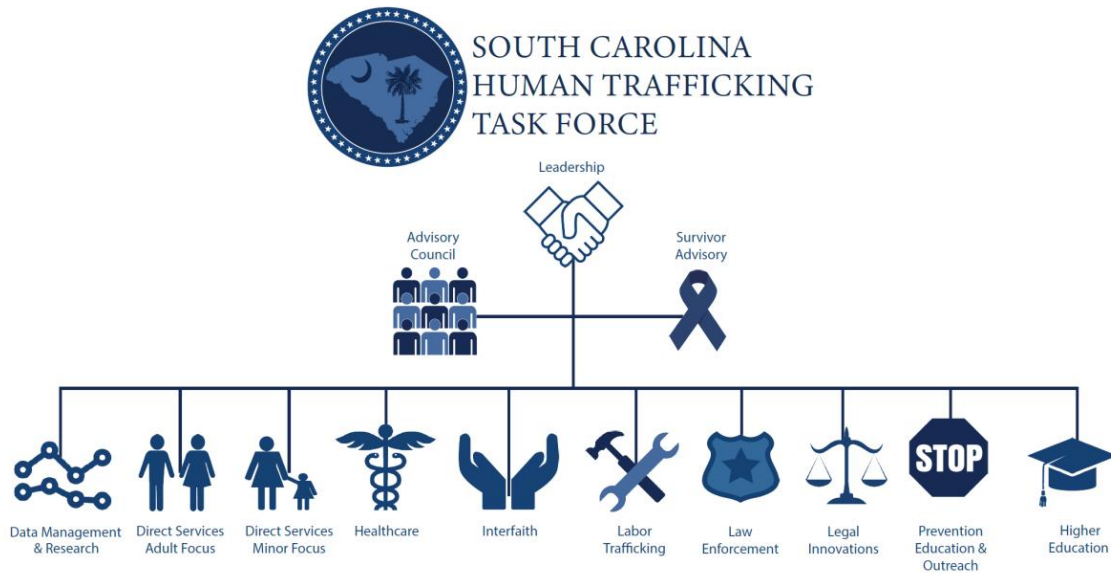 SOUTH CAROLINA
HUMAN TRAFFICKING
TASK FORCE
Leadership
Advisory
Council
Survivor
Advisory
Data Management
& Research
Direct Services
Adult Focus
Direct Services
Minor Focus
Healthcare
Interfaith
Labor
Trafficking
Law
Enforcement
Legal
Innovations
STOP
Prevention
Education &
Outreach
Higher
Education